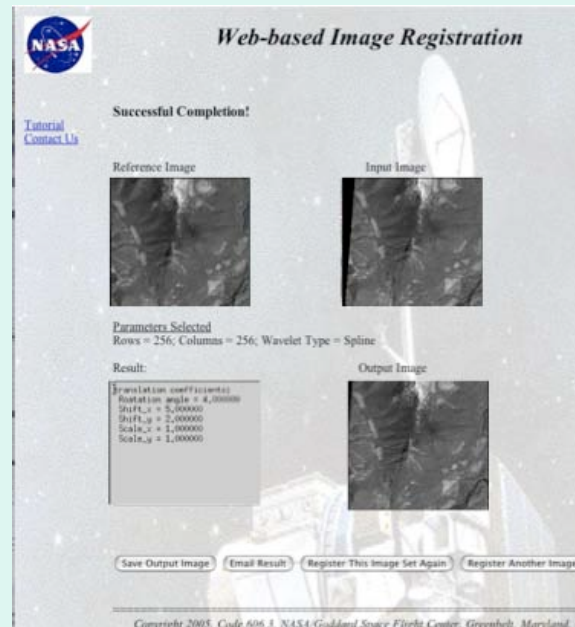 NASA
Web-based Image Registration
Successful Completion!
Tutorial
Contact Us
Reference Image
Input Image
Parameters Selected
Rows = 256; Columns = 256; Wavelet Type = Spline
Result:
Output Image
translation coefficients:
Rostation angle = 4,000000
Shift_x = 5,000000
Shift_y = 2,000000
Scale_x = 1,000000
Scale_y = 1,000000
Save Output Image
Email Result
Register This Image Set Again
Register Another Image
Copyright 2005, Code 606.3, NASA/Goddard Space Flight Center, Greenbelt, Maryland